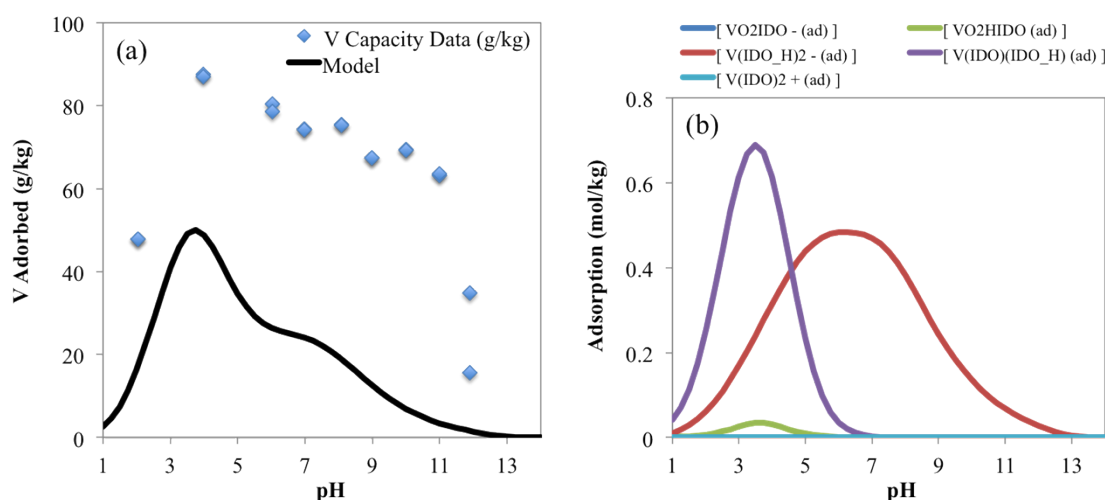 (a)
V Capacity Data (g/kg)
Model
V Adorbed (g/kg)
100
80
60
40
20
0
1 3 5 7 9 11 13
pH
[ VO2IDO - (ad) ] [ VO2HIDO (ad) ]
[ V(IDO_H)2 - (ad) ] [ V(IDO)(IDO_H) (ad) ]
[ V(IDO)2 + (ad) ]
(b)
Adsorption (mol/kg)
0.8
0.6
0.4
0.2
0
1 3 5 7 9 11 13
pH